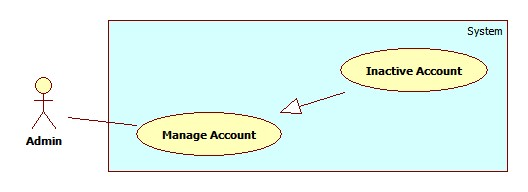 System
Inactive Account
Manage Account
Admin